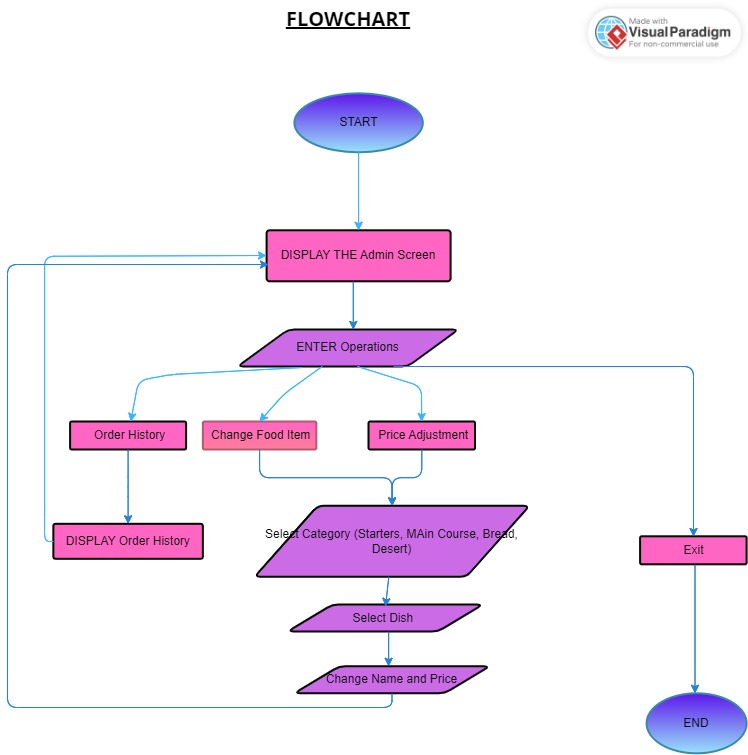 FLOWCHART
Made with
Visual Paradigm
For non-commercial use
START
DISPLAY THE Admin Screen
ENTER Operations
Order History
Change Food Item
Price Adjustment
Select Category (Starters, MAin Course, Bread,
Desert)
DISPLAY Order History
Exit
Select Dish
Change Name and Price
END